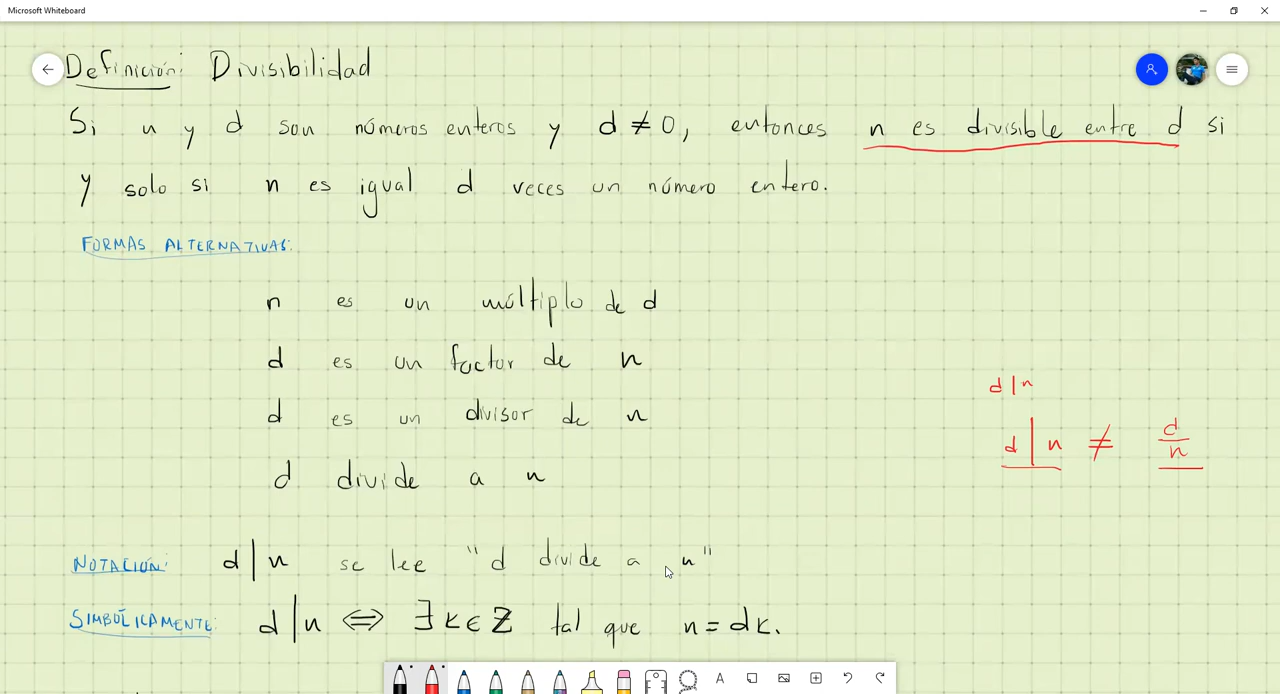 Microsoft Whiteboard
Definición: Divisibilidad
Si n y d son números enteros y d ≠ 0, entonces n es divisible entre d si
y solo si n es igual d veces un número entero.
FORMAS ALTERNATIVAS:
n es un múltiplo de d
d es un factor de n
d es un divisor de n
d divide a n
d | n
d | n ≠ d/n
NOTACIÓN: d | n se lee "d divide a n"
SIMBÓLICAMENTE: d | n ⇔ ∃ k ∈ ℤ tal que n = dk.
A